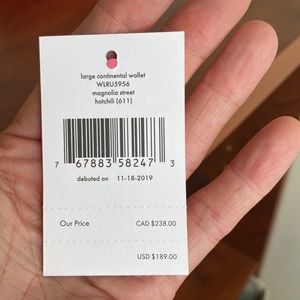 large continental wallet
WLRU5956
magnolia street
hotchili (611)
7 67883 58247 3
debuted on 11-18-2019
Our Price CAD $238.00
USD $189.00